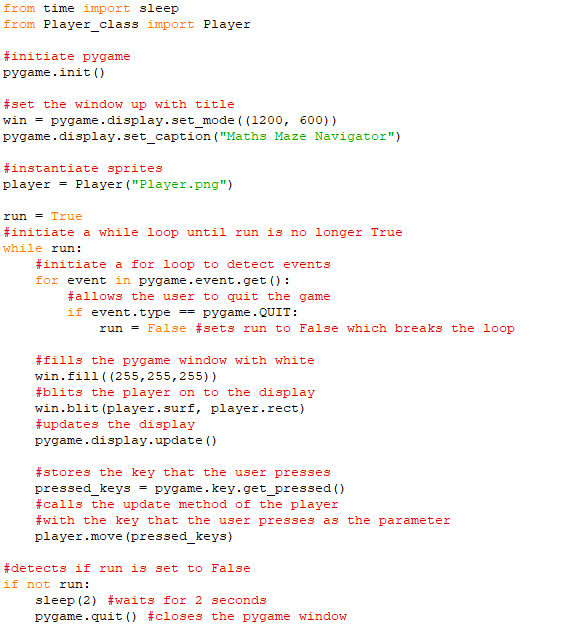 from time import sleep
from Player_class import Player

#initiate pygame
pygame.init()

#set the window up with title
win = pygame.display.set_mode((1200, 600))
pygame.display.set_caption("Maths Maze Navigator")

#instantiate sprites
player = Player("Player.png")

run = True
#initiate a while loop until run is no longer True
while run:
    #initiate a for loop to detect events
    for event in pygame.event.get():
        #allows the user to quit the game
        if event.type == pygame.QUIT:
            run = False #sets run to False which breaks the loop

    #fills the pygame window with white
    win.fill((255,255,255))
    #blits the player on to the display
    win.blit(player.surf, player.rect)
    #updates the display
    pygame.display.update()

    #stores the key that the user presses
    pressed_keys = pygame.key.get_pressed()
    #calls the update method of the player
    #with the key that the user presses as the parameter
    player.move(pressed_keys)

#detects if run is set to False
if not run:
    sleep(2) #waits for 2 seconds
    pygame.quit() #closes the pygame window